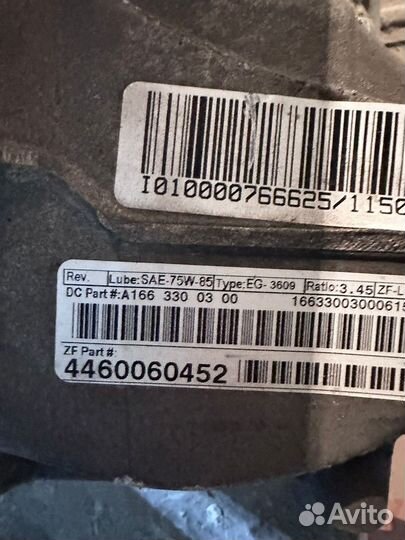 I010000766625/1150
Rev. Lube:SAE-75W-85 Type:EG- 3609 Ratio:3.45 ZF-L
DC Part#:A166 330 03 00 16633003000615
ZF Part#:
4460060452
Avito